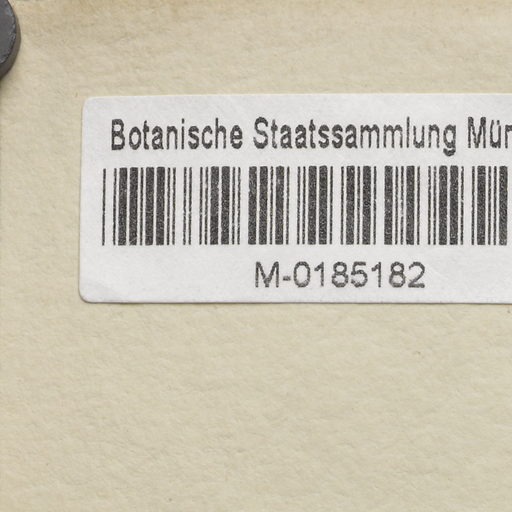 Botanische Staatssammlung Mün
M-0185182